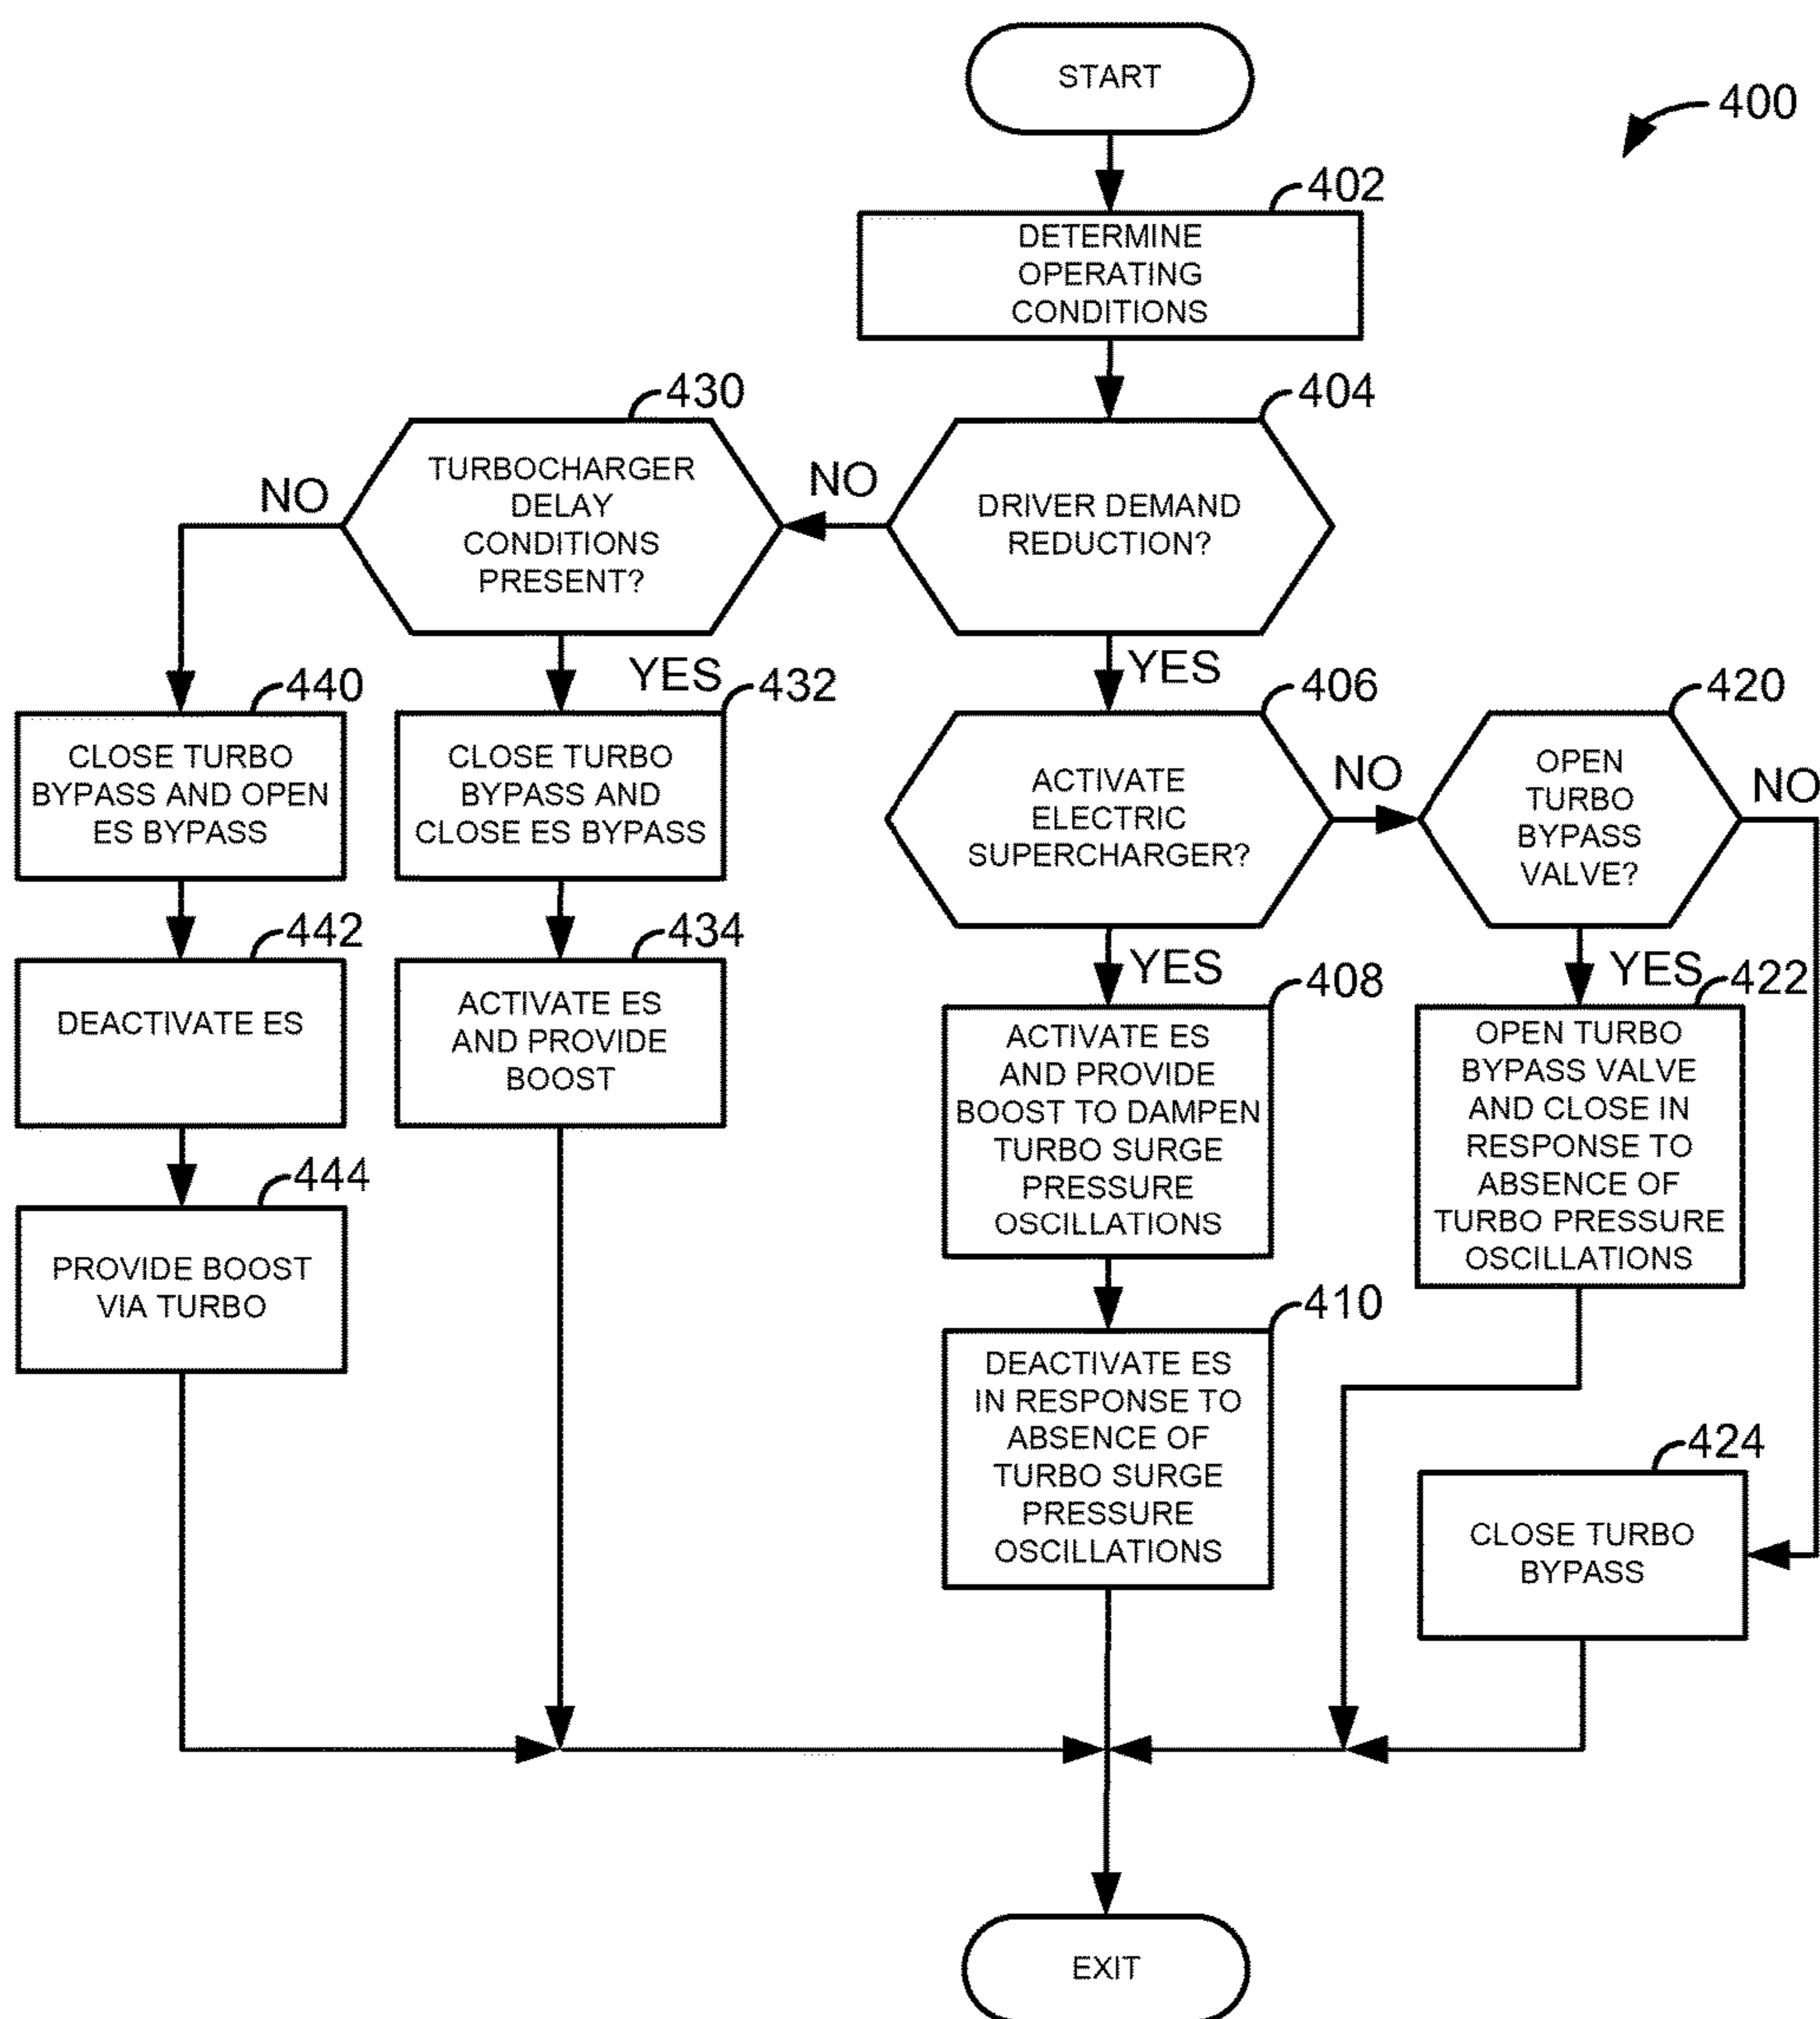 START
400
402
DETERMINE
OPERATING
CONDITIONS
430
404
TURBOCHARGER
DELAY
CONDITIONS
PRESENT?
NO
NO
DRIVER DEMAND
REDUCTION?
YES
YES
440
432
406
420
CLOSE TURBO
BYPASS AND OPEN
ES BYPASS
CLOSE TURBO
BYPASS AND
CLOSE ES BYPASS
ACTIVATE
ELECTRIC
SUPERCHARGER?
NO
OPEN
TURBO
BYPASS
VALVE?
NO
442
434
YES
408
YES
422
DEACTIVATE ES
ACTIVATE ES
AND PROVIDE
BOOST
ACTIVATE ES
AND PROVIDE
BOOST TO DAMPEN
TURBO SURGE
PRESSURE
OSCILLATIONS
OPEN TURBO
BYPASS VALVE
AND CLOSE IN
RESPONSE TO
ABSENCE OF
TURBO PRESSURE
OSCILLATIONS
444
PROVIDE BOOST
VIA TURBO
410
DEACTIVATE ES
IN RESPONSE TO
ABSENCE OF
TURBO SURGE
PRESSURE
OSCILLATIONS
424
CLOSE TURBO
BYPASS
EXIT